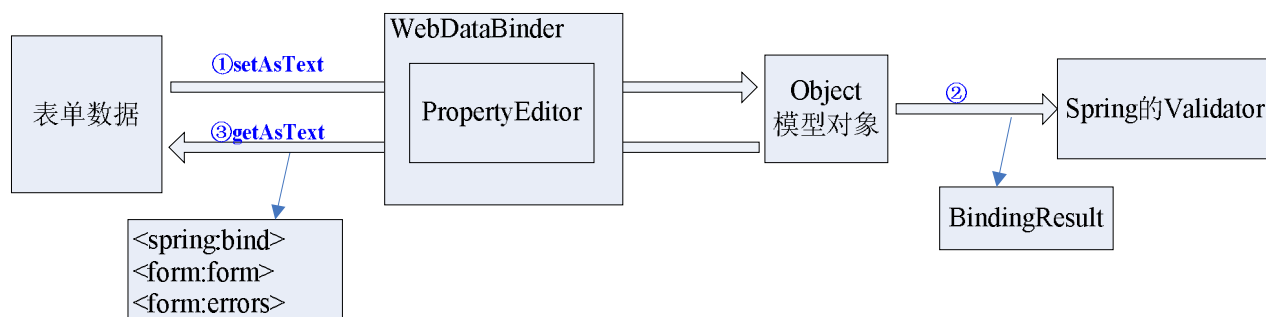 WebDataBinder
①setAsText
PropertyEditor
表单数据
③getAsText
Object
模型对象
②
Spring的Validator
BindingResult
<spring:bind>
<form:form>
<form:errors>